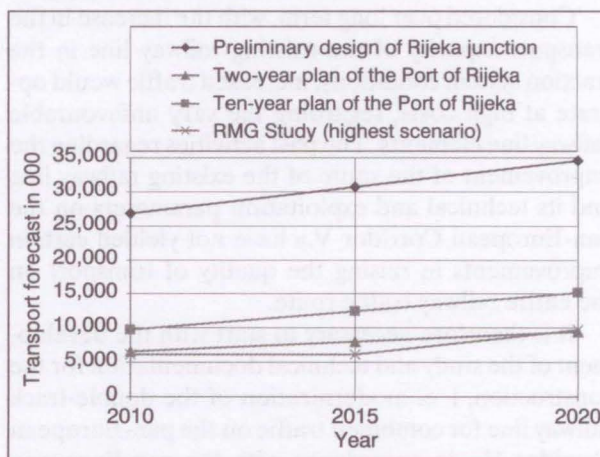 Preliminary design of Rijeka junction
Two-year plan of the Port of Rijeka
Ten-year plan of the Port of Rijeka
RMG Study (highest scenario)
Transport forecast in 000
35,000
30,000
25,000
20,000
15,000
10,000
5,000
0
2010
2015
2020
Year